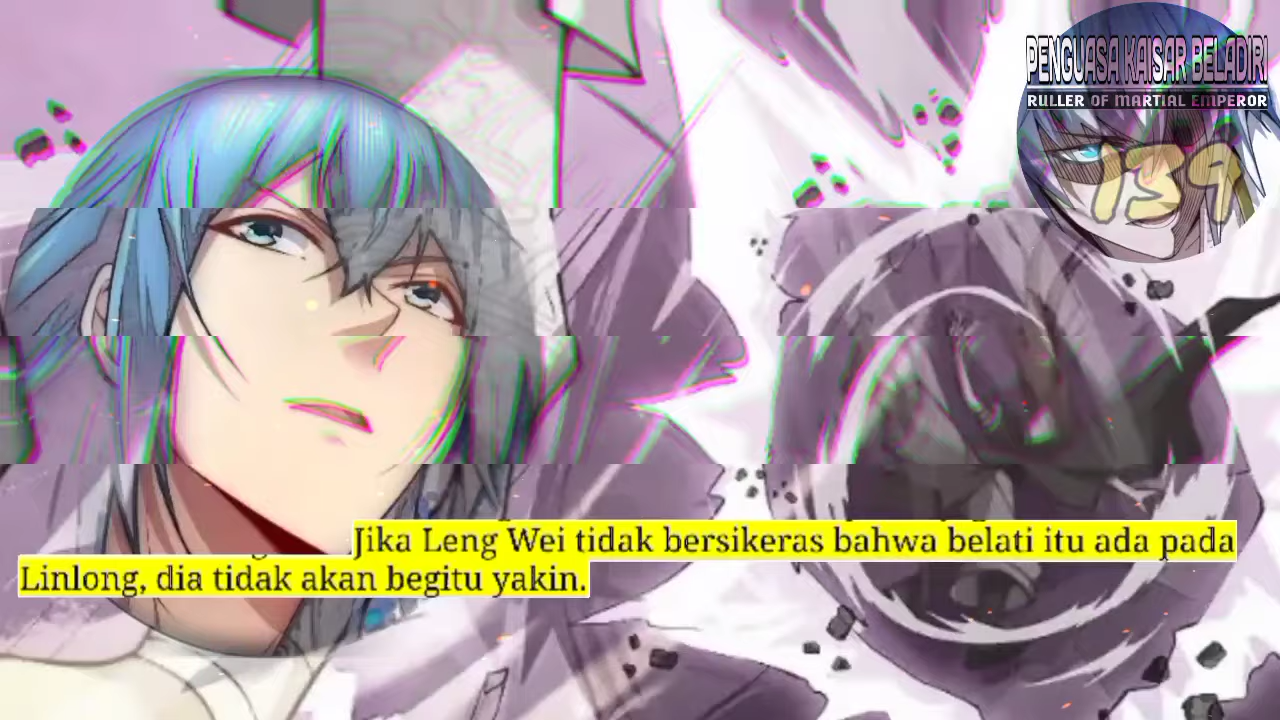 PENGUASA KAISAR BELADIRI
RULLER OF MARTIAL EMPEROR
139
Jika Leng Wei tidak bersikeras bahwa belati itu ada pada
Linlong, dia tidak akan begitu yakin.